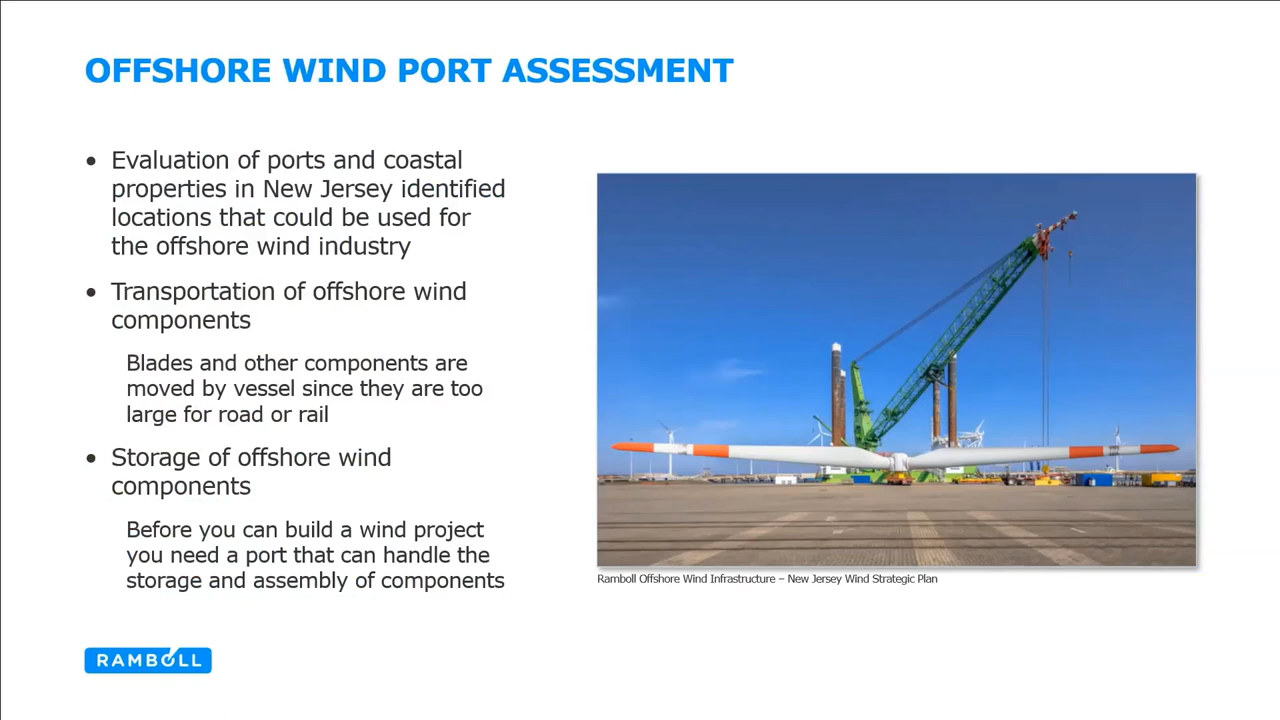 OFFSHORE WIND PORT ASSESSMENT
• Evaluation of ports and coastal
properties in New Jersey identified
locations that could be used for
the offshore wind industry
• Transportation of offshore wind
components
Blades and other components are
moved by vessel since they are too
large for road or rail
• Storage of offshore wind
components
Before you can build a wind project
you need a port that can handle the
storage and assembly of components
Ramboll Offshore Wind Infrastructure – New Jersey Wind Strategic Plan
RAMBOLL